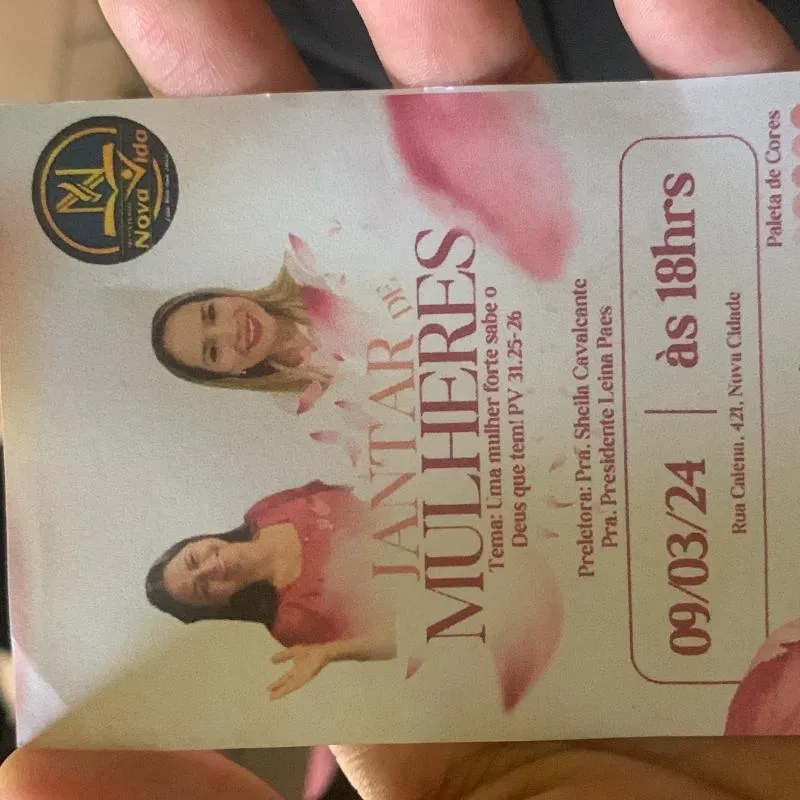 Nova Vida
JANTAR
DE
MULHERES
Tema: Uma mulher forte sabe o
Deus que tem! PV 31.25-26
Preletora: Pra. Sheila Cavalcante
Pra. Presidente Leina Paes
09/03/24 | às 18hrs
Rua Caiena, 421, Nova Cidade
Paleta de Cores